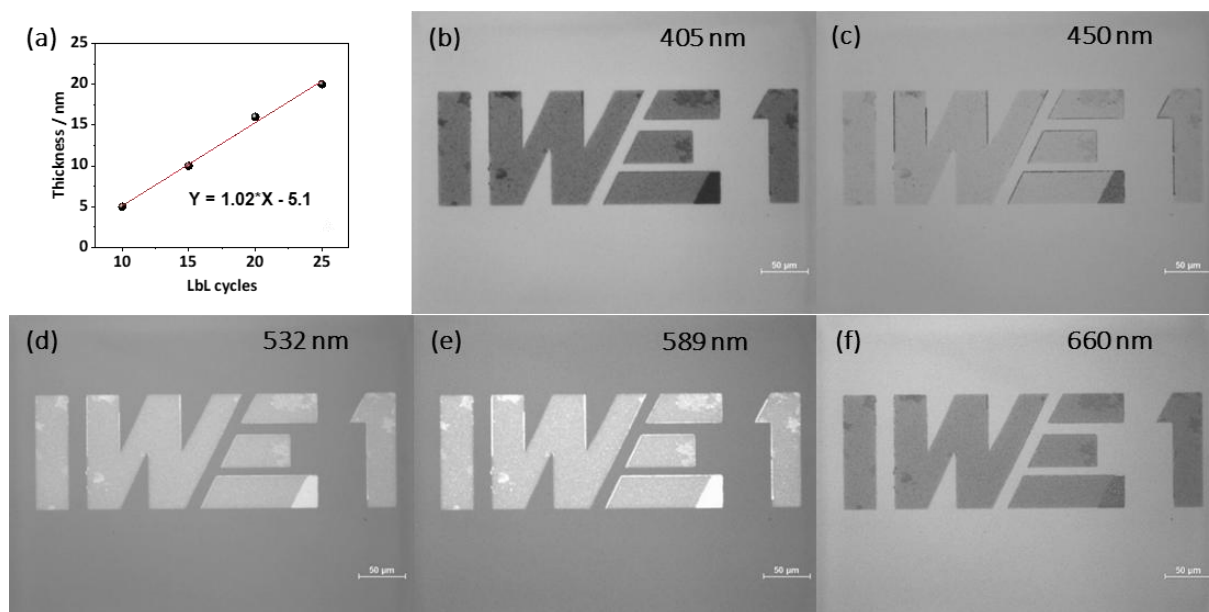 (a)
25
20
15
10
5
0
Thickness / nm
Y = 1.02*X - 5.1
10 15 20 25
LbL cycles
(b) 405 nm
IWE 1
50 µm
(c) 450 nm
IWE 1
50 µm
(d) 532 nm
IWE 1
50 µm
(e) 589 nm
IWE 1
50 µm
(f) 660 nm
IWE 1
50 µm